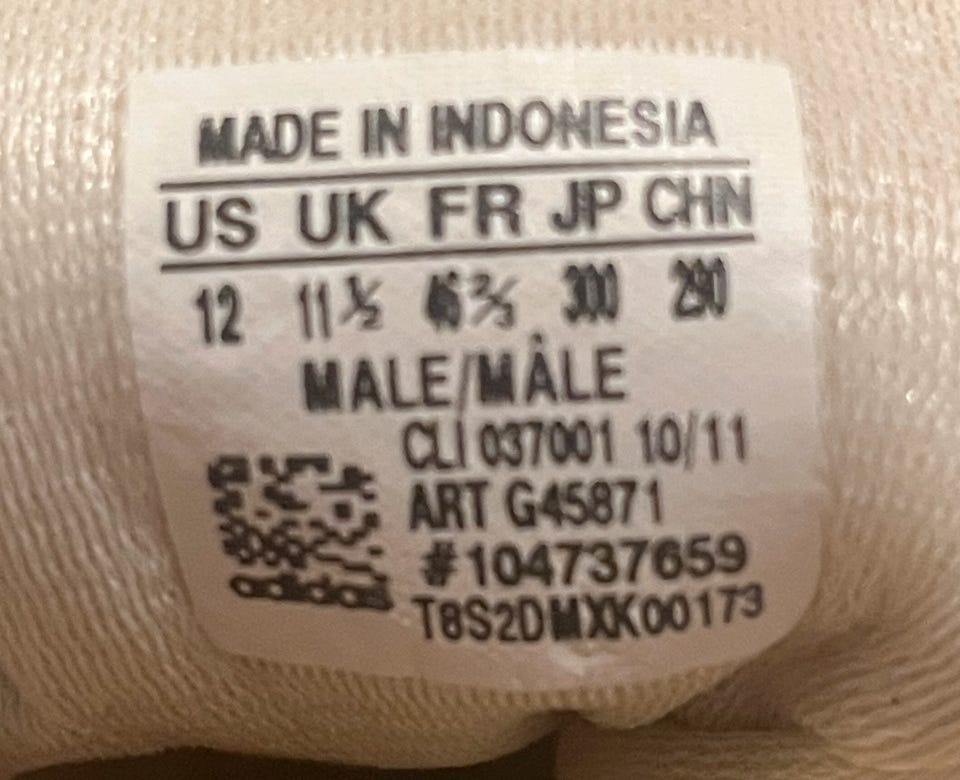 MADE IN INDONESIA
US UK FR JP CHN
12 11½ 46⅔ 300 290
MALE/MÂLE
CLI 037001 10/11
ART G45871
#104737659
adidas T8S2DMXK00173